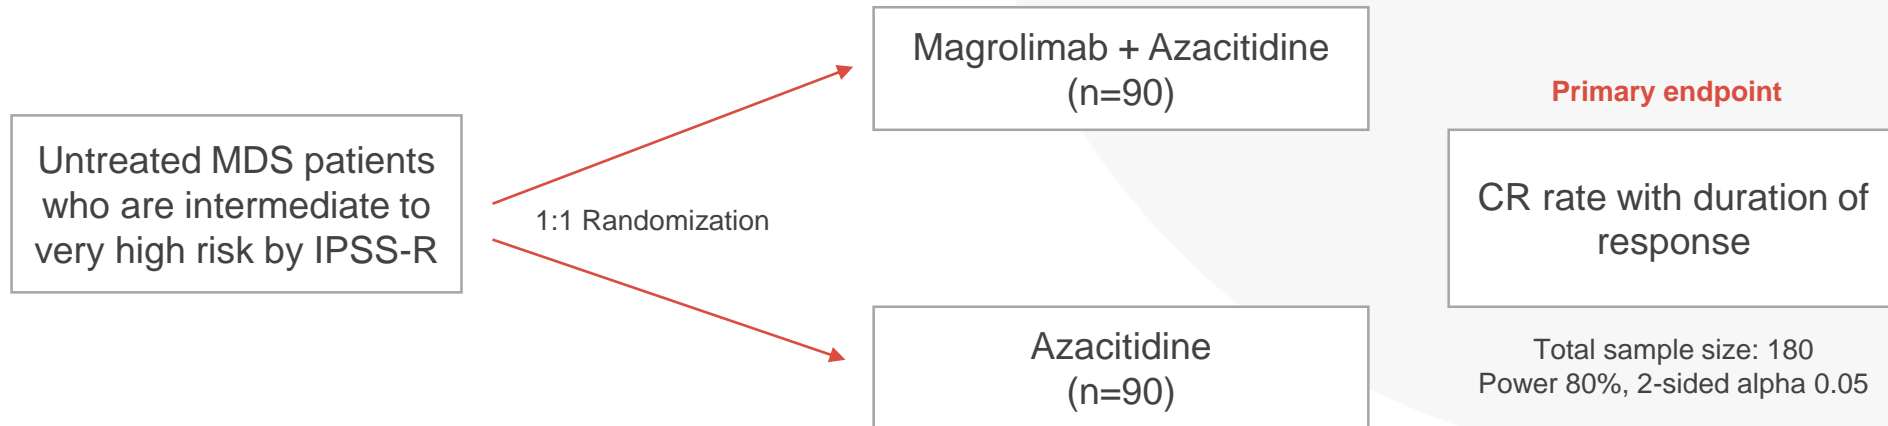 Untreated MDS patients
who are intermediate to
very high risk by IPSS-R
1:1 Randomization
Magrolimab + Azacitidine
(n=90)
Azacitidine
(n=90)
Primary endpoint
CR rate with duration of
response
Total sample size: 180
Power 80%, 2-sided alpha 0.05